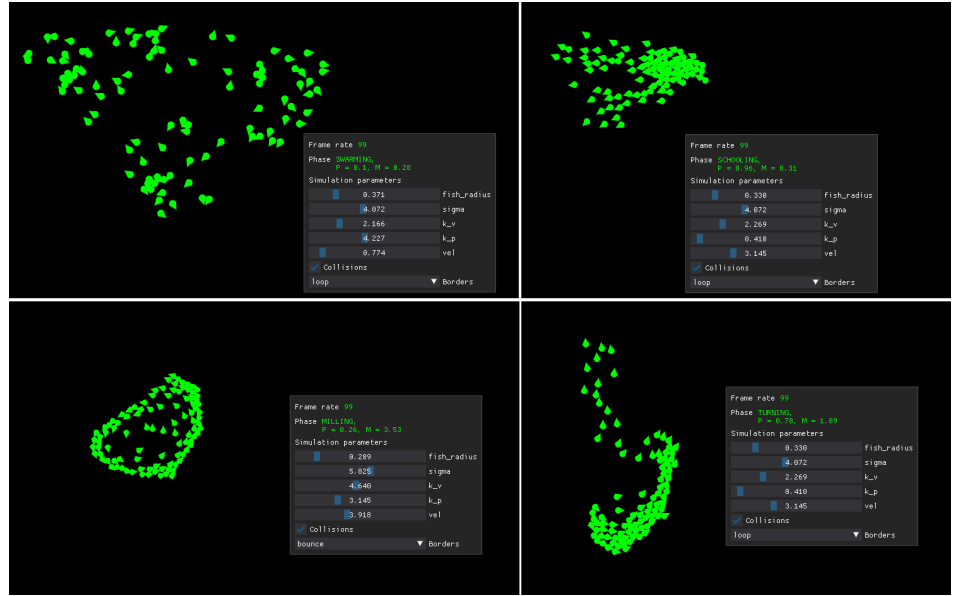 Frame rate 99
Phase SWARMING,
P = 0.1, M = 0.28
Simulation parameters
0.371 fish_radius
4.072 sigma
2.166 k_v
4.227 k_p
0.774 vel
Collisions
loop Borders
Frame rate 99
Phase SCHOOLING,
P = 0.96, M = 0.31
Simulation parameters
0.330 fish_radius
4.072 sigma
2.269 k_v
0.410 k_p
3.145 vel
Collisions
loop Borders
Frame rate 99
Phase MILLING,
P = 0.26, M = 3.53
Simulation parameters
0.289 fish_radius
5.825 sigma
4.640 k_v
3.145 k_p
3.918 vel
Collisions
bounce Borders
Frame rate 99
Phase TURNING,
P = 0.78, M = 1.89
Simulation parameters
0.330 fish_radius
4.072 sigma
2.269 k_v
0.410 k_p
3.145 vel
Collisions
loop Borders